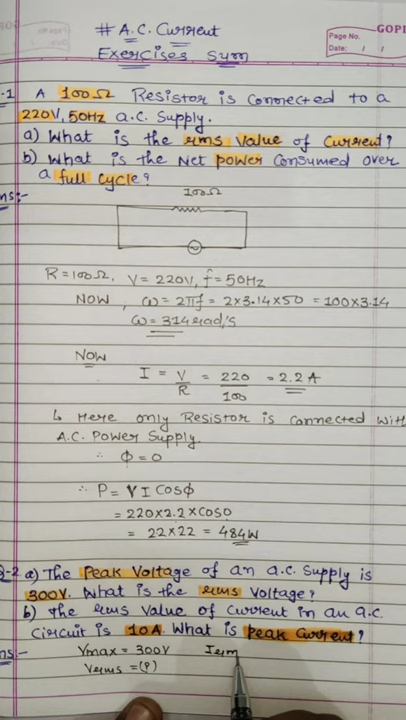 # A.C. Current
Exercises Sym
GOPI
Page No.
Date: / /
-1 A 100Ω Resistor is connected to a
220V, 50Hz a.c. Supply.
a) What is the rms value of current?
b) What is the Net power consumed over
a full cycle?
ns:-
100Ω
R = 100Ω, V = 220V, f = 50Hz
NOW, ω = 2πf = 2×3.14×50 = 100×3.14
ω = 314 rad/s
Now
I = V/R = 220/100 = 2.2 A
↳ Here only Resistor is connected with
A.C. Power Supply.
∴ Φ = 0
∴ P = V I Cosϕ
= 220×2.2×Cos0
= 22×22 = 484W
Q-2 a) The Peak Voltage of an a.c. Supply is
300V. What is the rms Voltage?
b) The rms value of current in an a.c.
Circuit is 10A. What is peak current?
ns:- Vmax = 300V Irm
Vrms = (?)